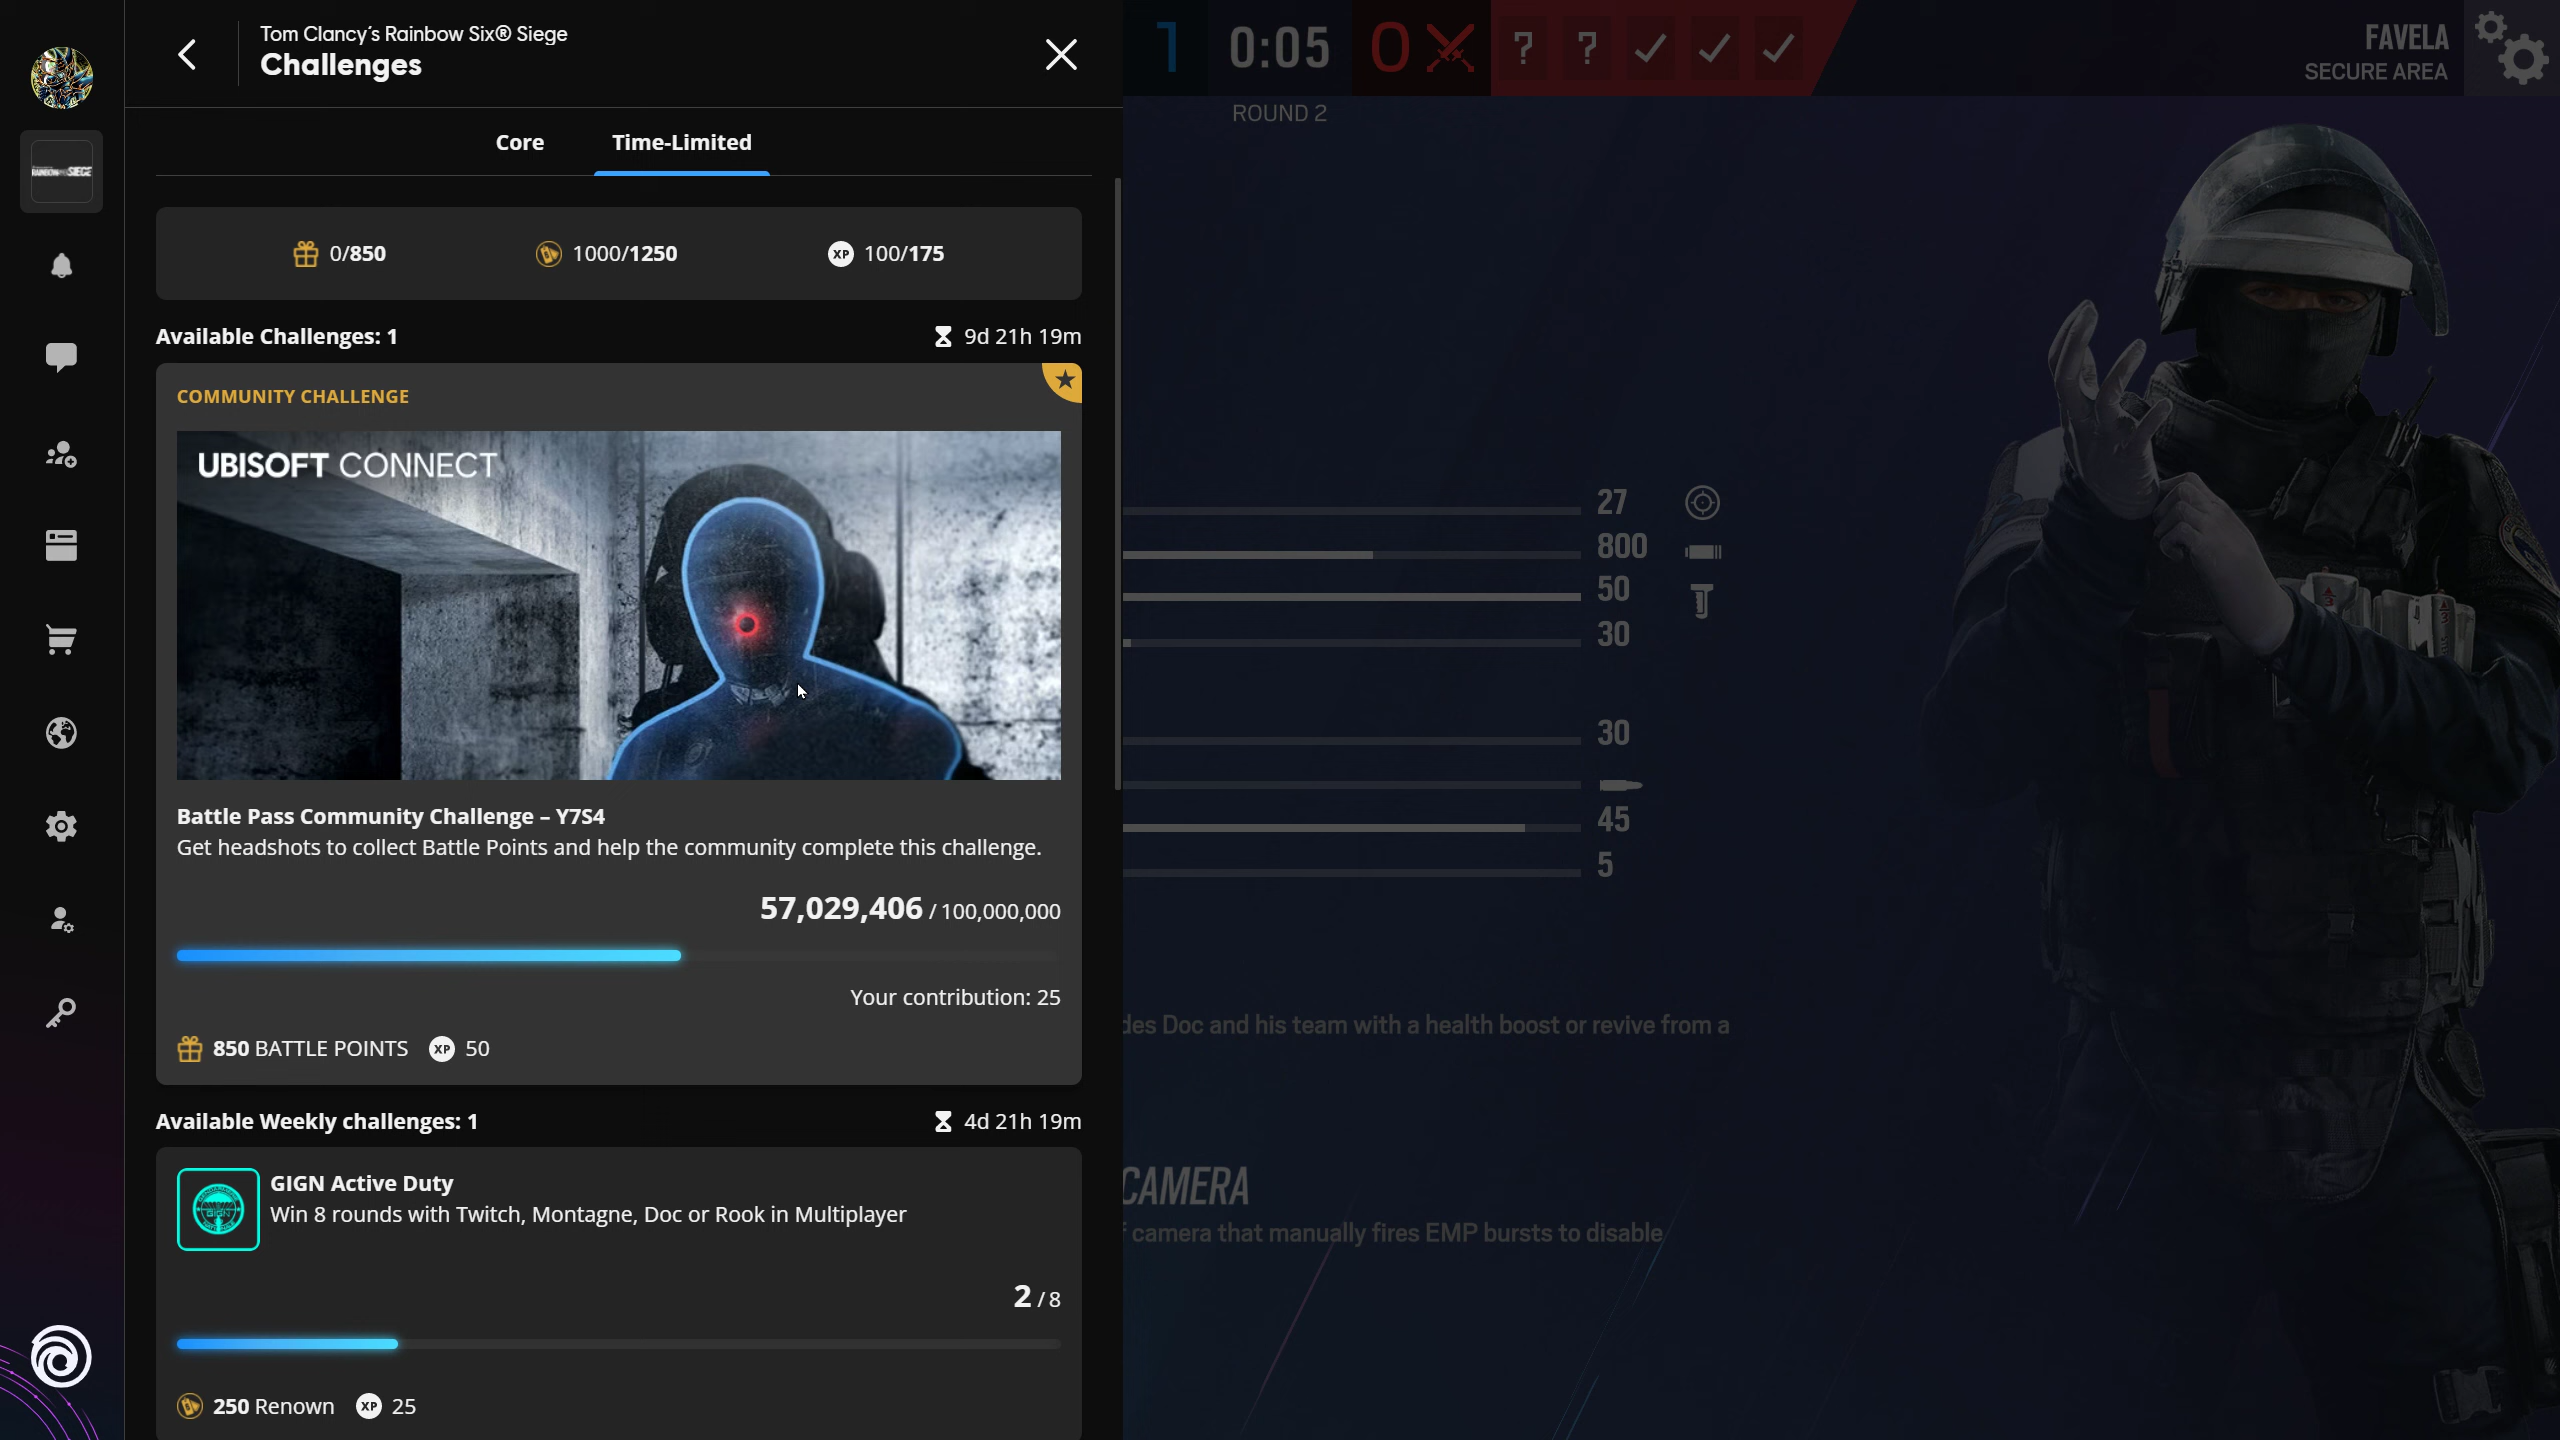 Tom Clancy's Rainbow Six® Siege
Challenges
Core
Time-Limited
0/850
1000/1250
XP 100/175
Available Challenges: 1
9d 21h 19m
COMMUNITY CHALLENGE
UBISOFT CONNECT
Battle Pass Community Challenge – Y7S4
Get headshots to collect Battle Points and help the community complete this challenge.
57,029,406 / 100,000,000
Your contribution: 25
850 BATTLE POINTS XP 50
Available Weekly challenges: 1
4d 21h 19m
GIGN
GIGN Active Duty
Win 8 rounds with Twitch, Montagne, Doc or Rook in Multiplayer
2 / 8
250 Renown XP 25
1 0:05 0 ? ?
ROUND 2
FAVELA
SECURE AREA
27
800
50
30
30
45
5
des Doc and his team with a health boost or revive from a
CAMERA
f camera that manually fires EMP bursts to disable
RAINBOW SIEGE